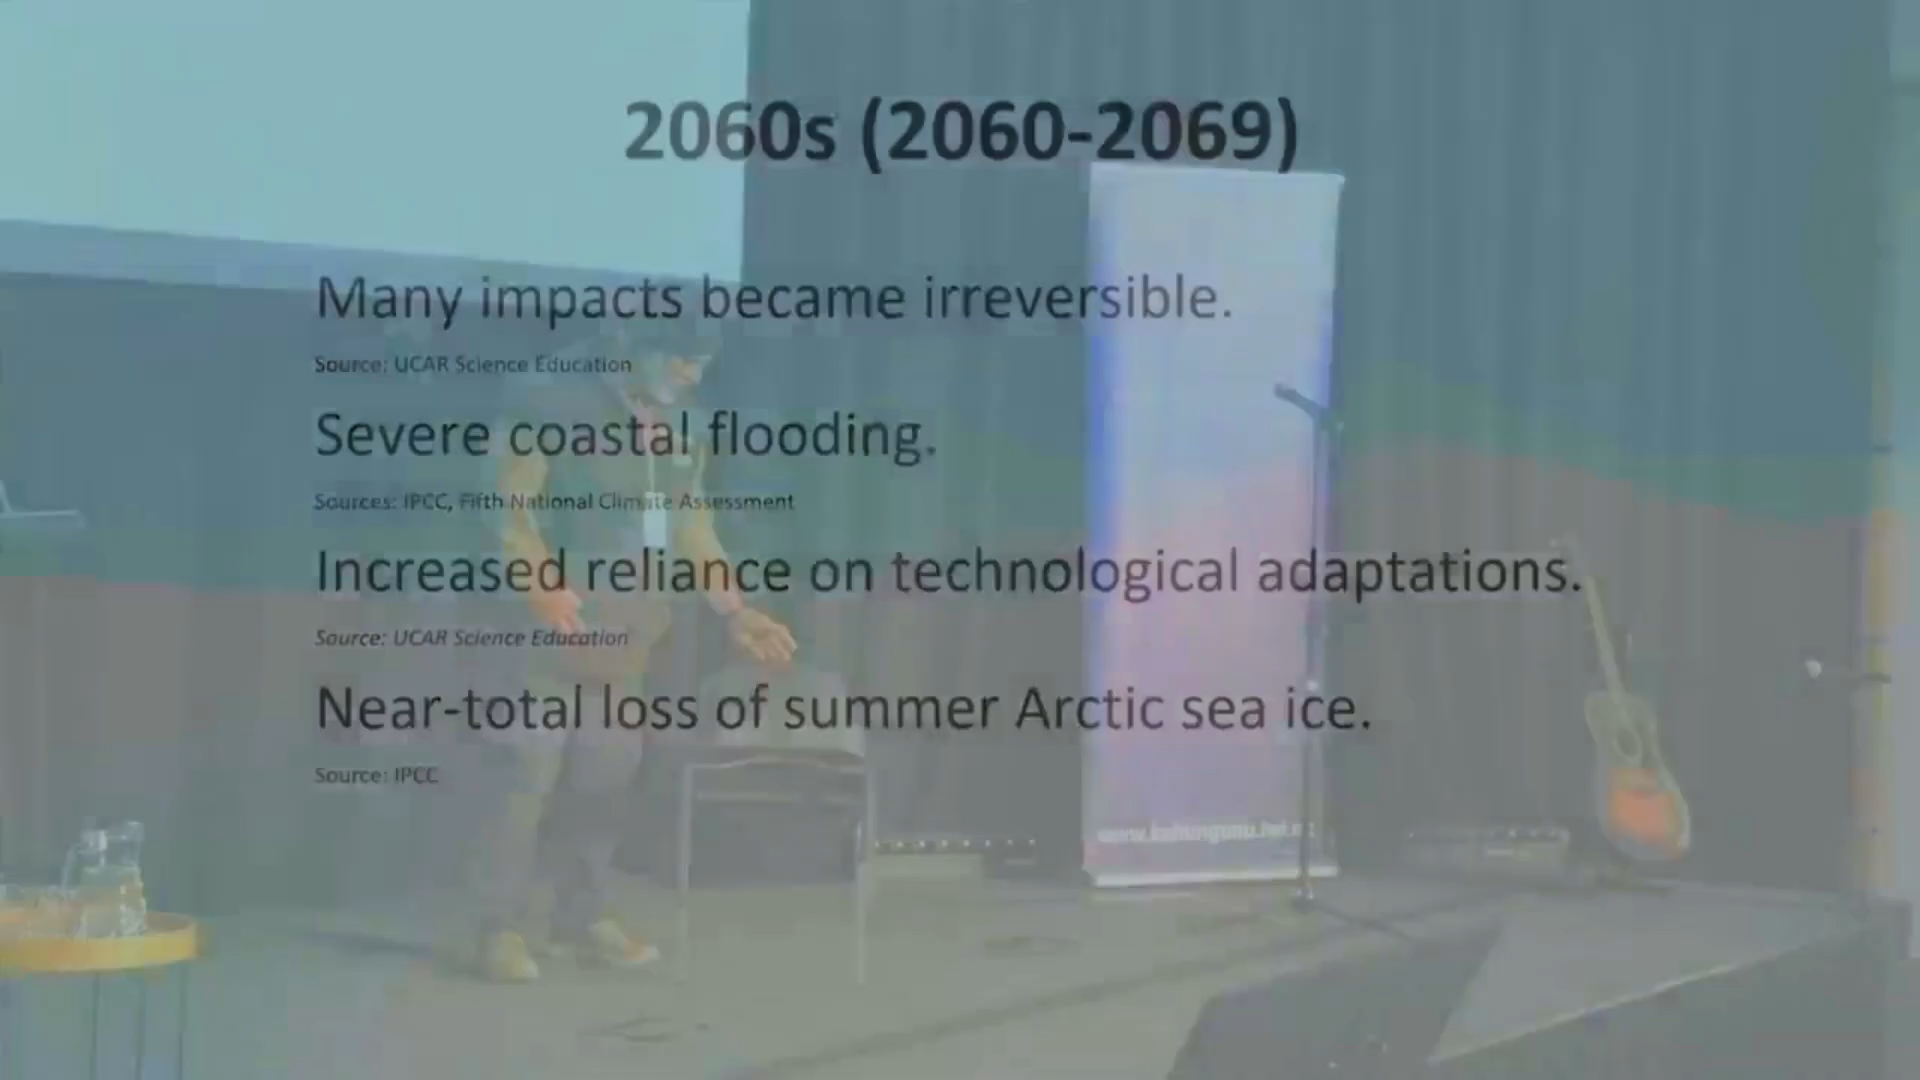 2060s (2060-2069)
Many impacts became irreversible.
Source: UCAR Science Education
Severe coastal flooding.
Sources: IPCC, Fifth National Climate Assessment
Increased reliance on technological adaptations.
Source: UCAR Science Education
Near-total loss of summer Arctic sea ice.
Source: IPCC